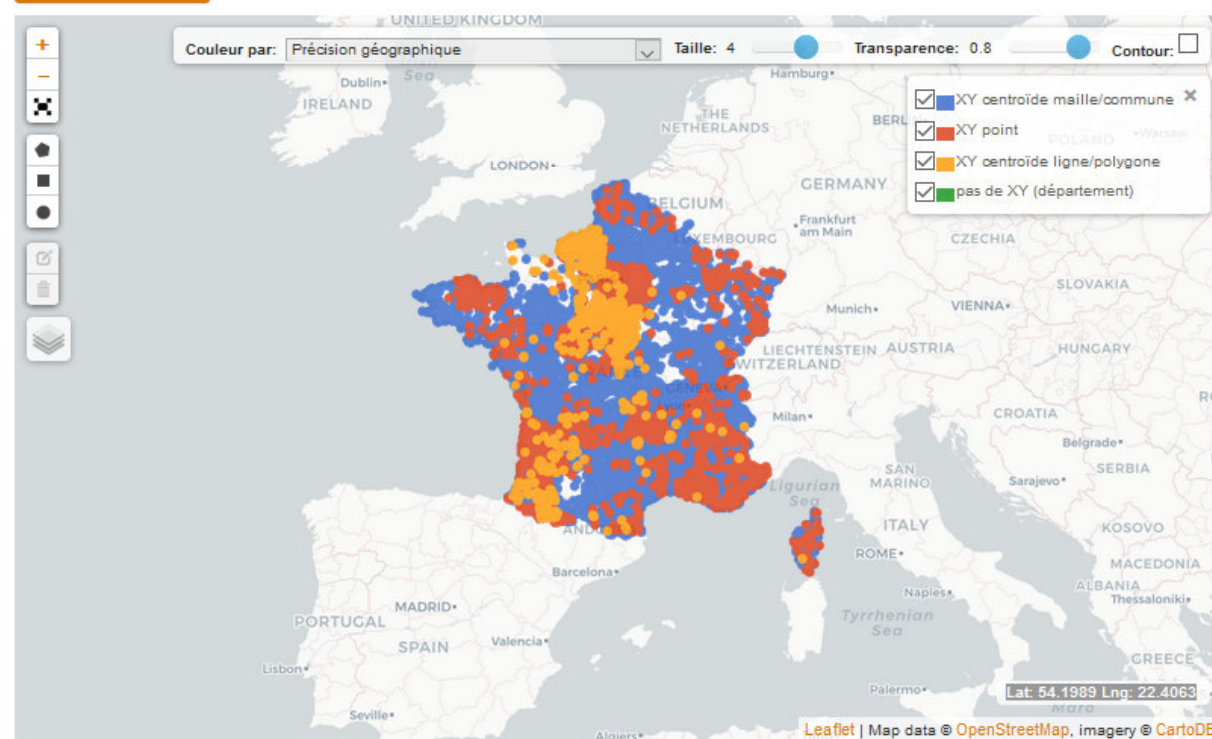 UNITED KINGDOM
+
Couleur par: Précision géographique Taille: 4 Transparence: 0.8 Contour:
−
Dublin
Sea
Hamburg
IRELAND
XY centroïde maille/commune ×
THE
NETHERLANDS
BERL
XY point
POLAND
Warsaw
LONDON
XY centroïde ligne/polygone
GERMANY
pas de XY (département)
BELGIUM
Frankfurt
am Main
LUXEMBOURG
CZECHIA
SLOVAKIA
Munich
VIENNA
LIECHTENSTEIN
AUSTRIA
HUNGARY
SWITZERLAND
GENEVA
Milan
CROATIA
Belgrade
SAN
MARINO
SERBIA
Ligurian
Sea
Sarajevo
ITALY
KOSOVO
ROME
Barcelona
MACEDONIA
ALBANIA
Naples
Thessaloniki
MADRID
PORTUGAL
Tyrrhenian
Sea
SPAIN
Valencia
GREECE
Lisbon
Palermo
Lat: 54.1989 Lng: 22.4063
Seville
Algiers
Leaflet | Map data © OpenStreetMap, imagery © CartoDB